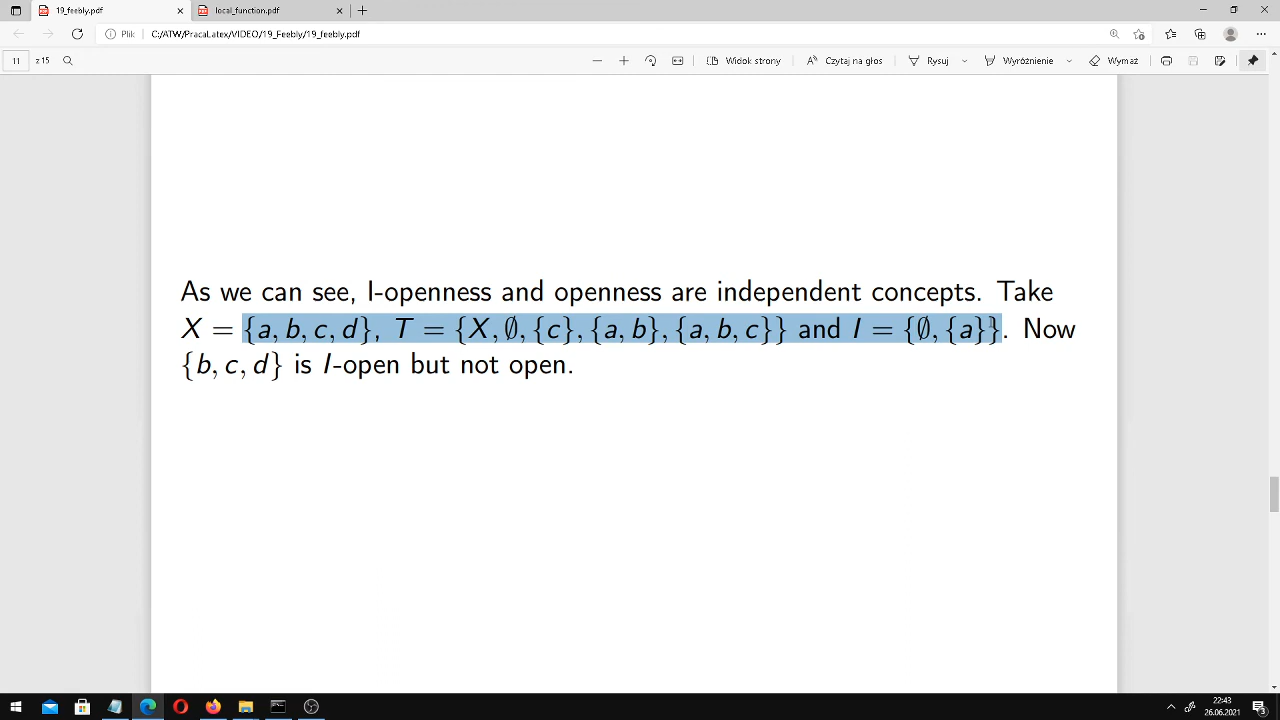 19_feebly.pdf
local_function.pdf
Plik
C:/ATW/PracaLatex/VIDEO/19_Feebly/19_feebly.pdf
11 z 15
Widok strony
Czytaj na głos
Rysuj
Wyróżnienie
Wymaż
As we can see, I-openness and openness are independent concepts. Take
X = {a, b, c, d}, T = {X, ∅, {c}, {a, b}, {a, b, c}} and I = {∅, {a}}. Now
{b, c, d} is I-open but not open.
22:43
26.06.2021